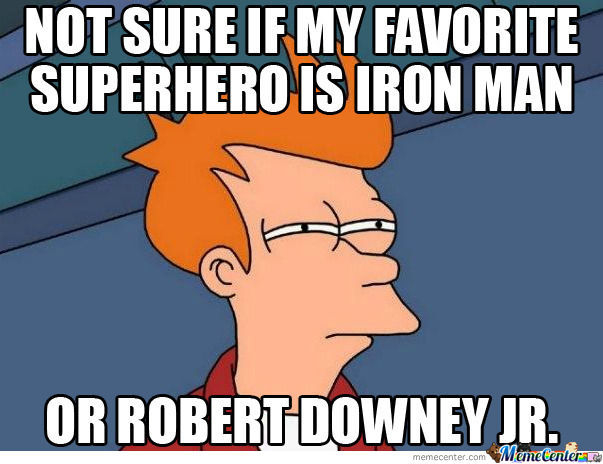 NOT SURE IF MY FAVORITE
SUPERHERO IS IRON MAN
OR ROBERT DOWNEY JR.
memecenter.com MemeCenter